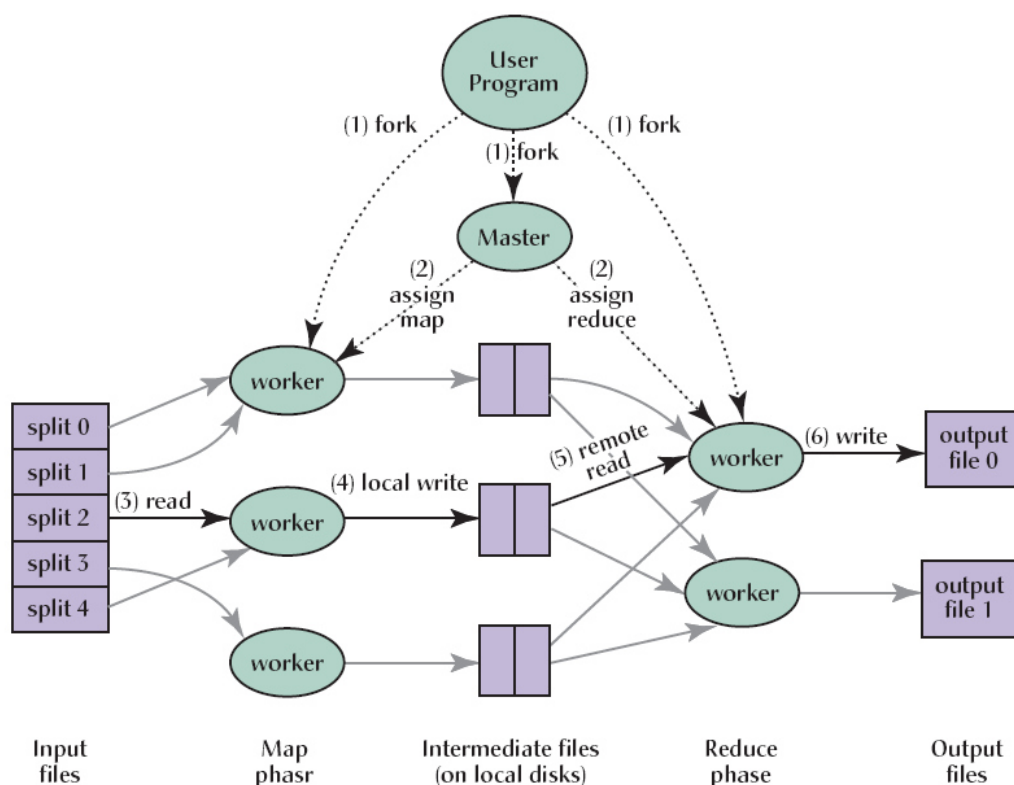 User
Program
(1) fork
(1) fork
(1) fork
Master
(2)
assign
map
(2)
assign
reduce
worker
split 0
split 1
split 2
split 3
split 4
(3) read
worker
(4) local write
(5) remote
read
worker
(6) write
output
file 0
worker
output
file 1
worker
Input
files
Map
phasr
Intermediate files
(on local disks)
Reduce
phase
Output
files